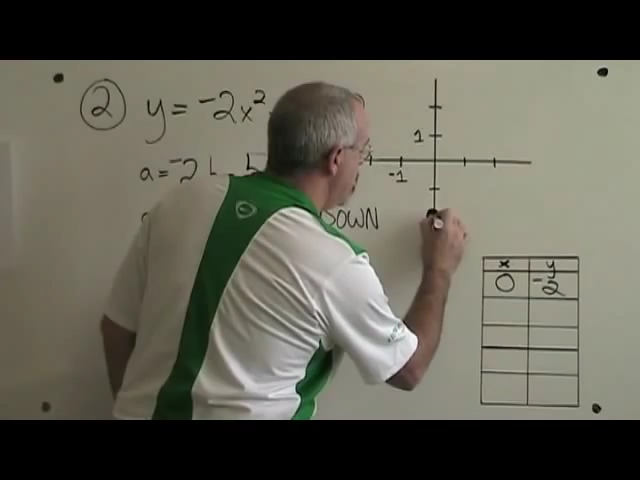 ② y = ⁻2x²
a = ⁻2
DOWN
1
-1
x y
0 ⁻2